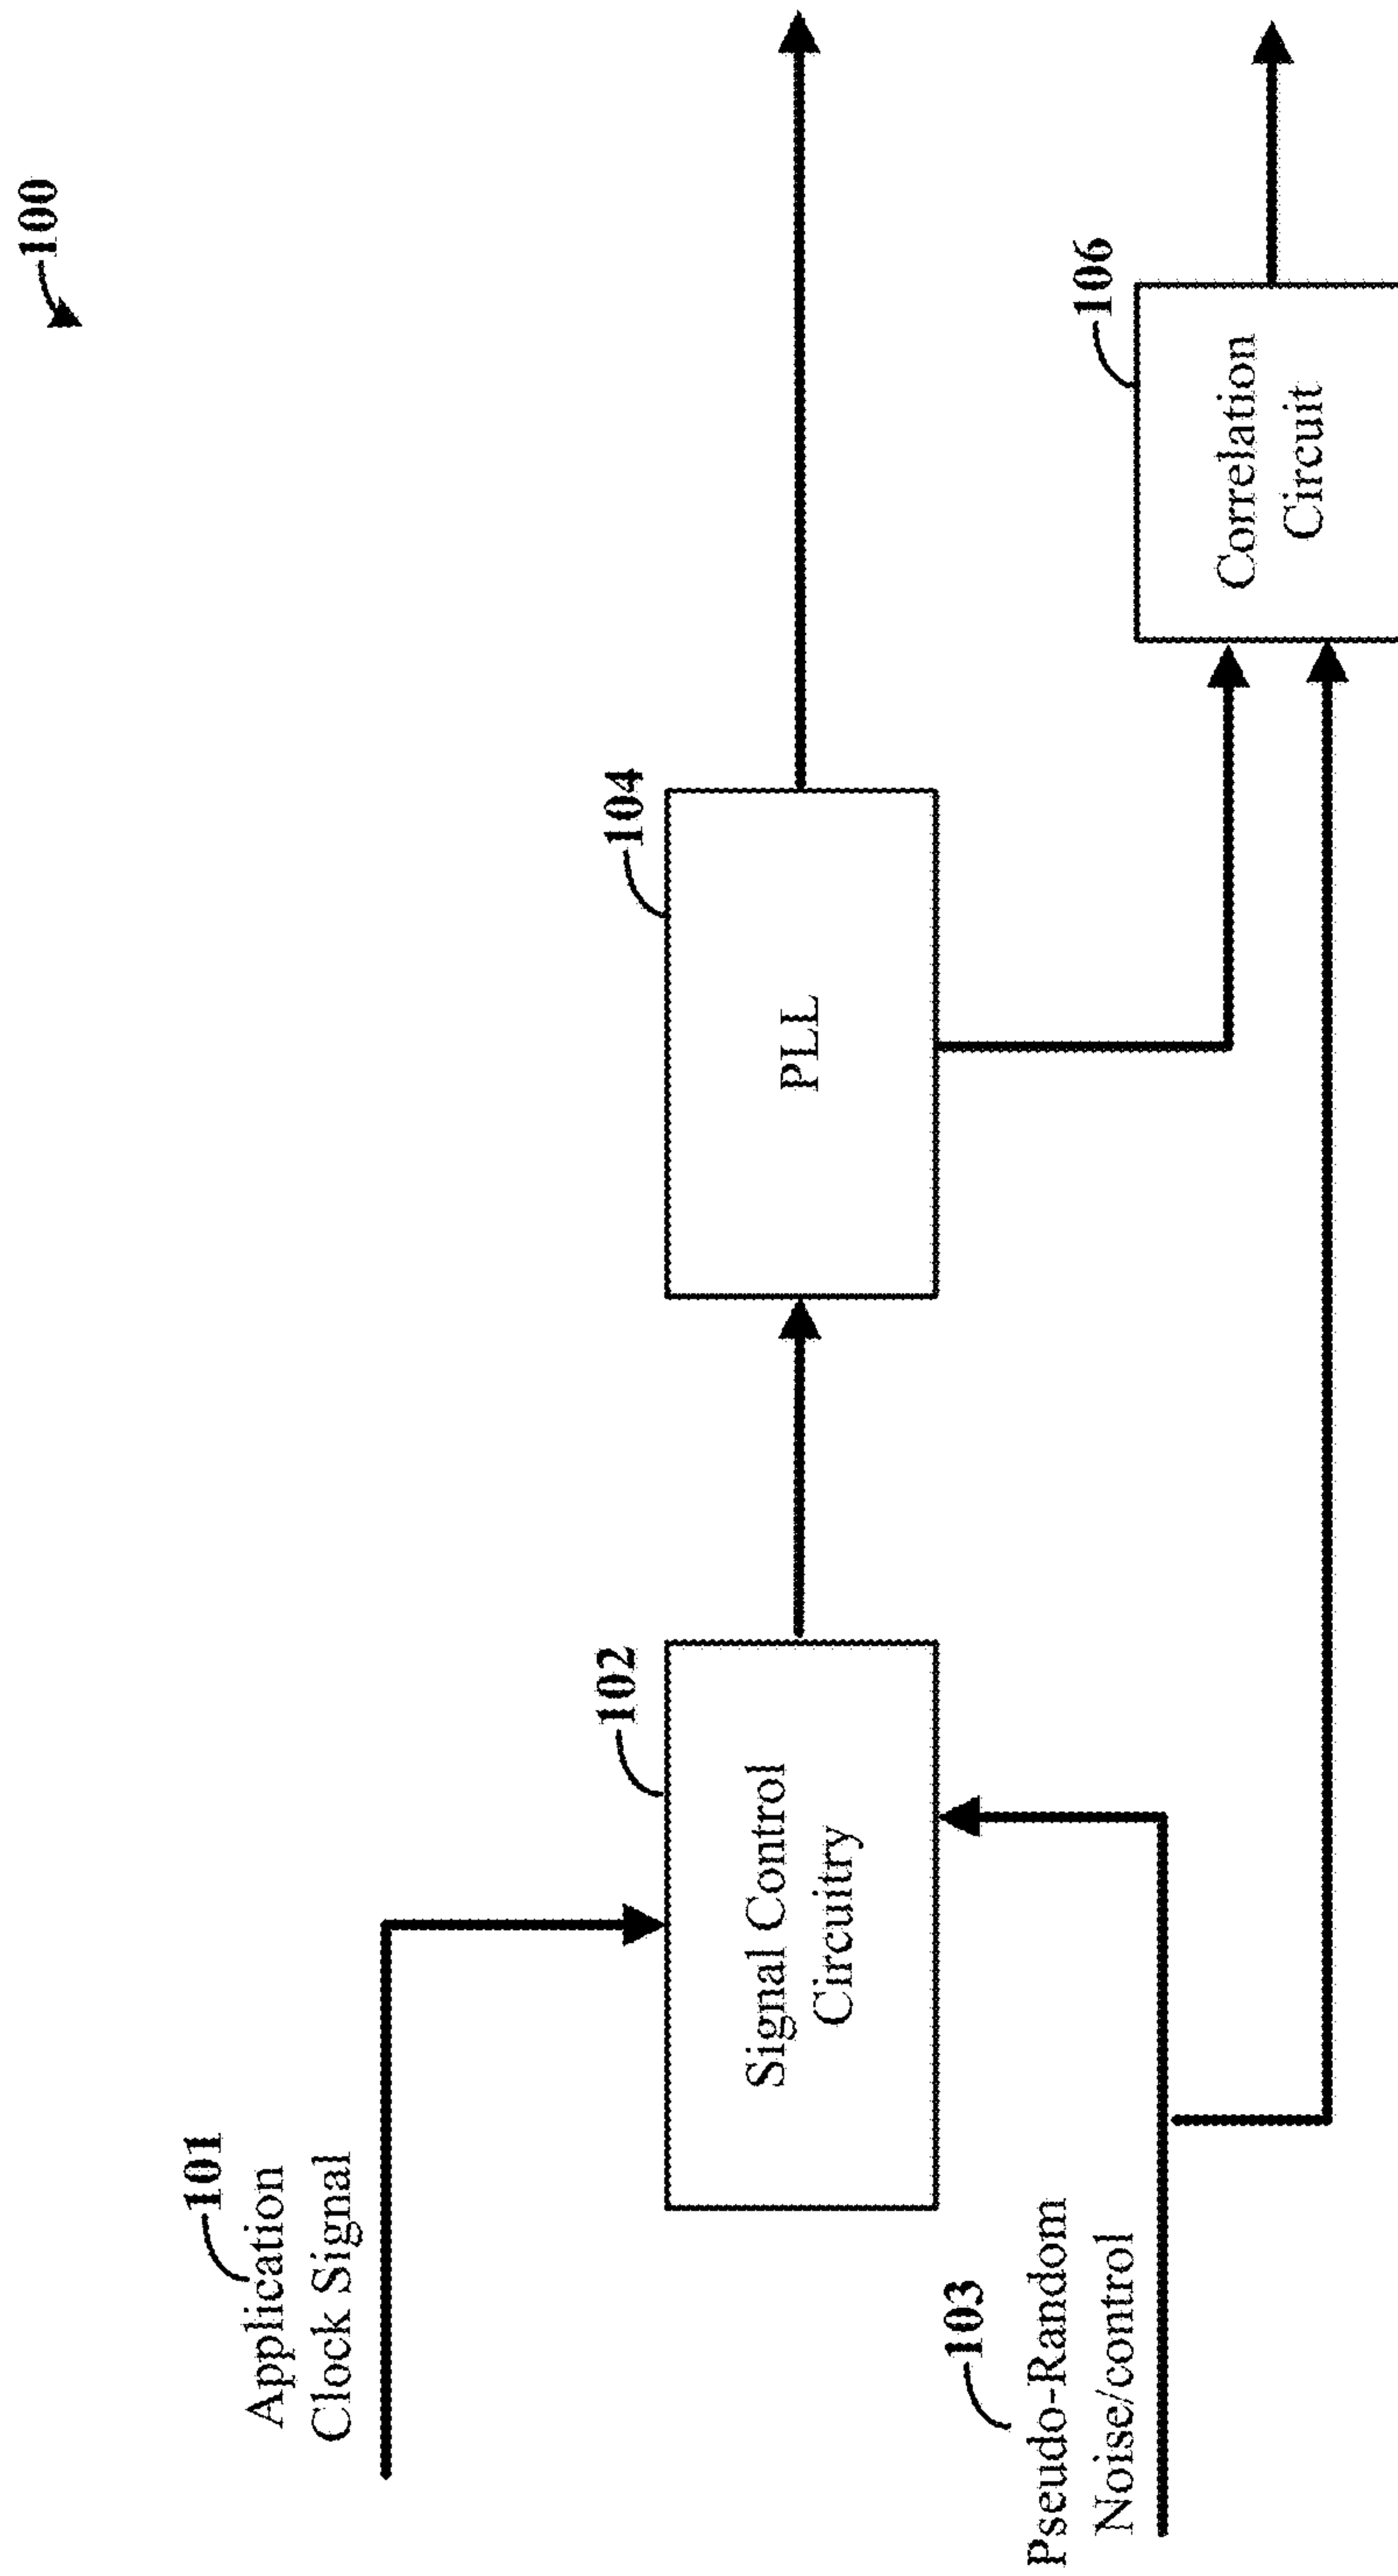 100
101
Application
Clock Signal
102
Signal Control
Circuitry
103
Pseudo-Random
Noise/control
104
PLL
106
Correlation
Circuit